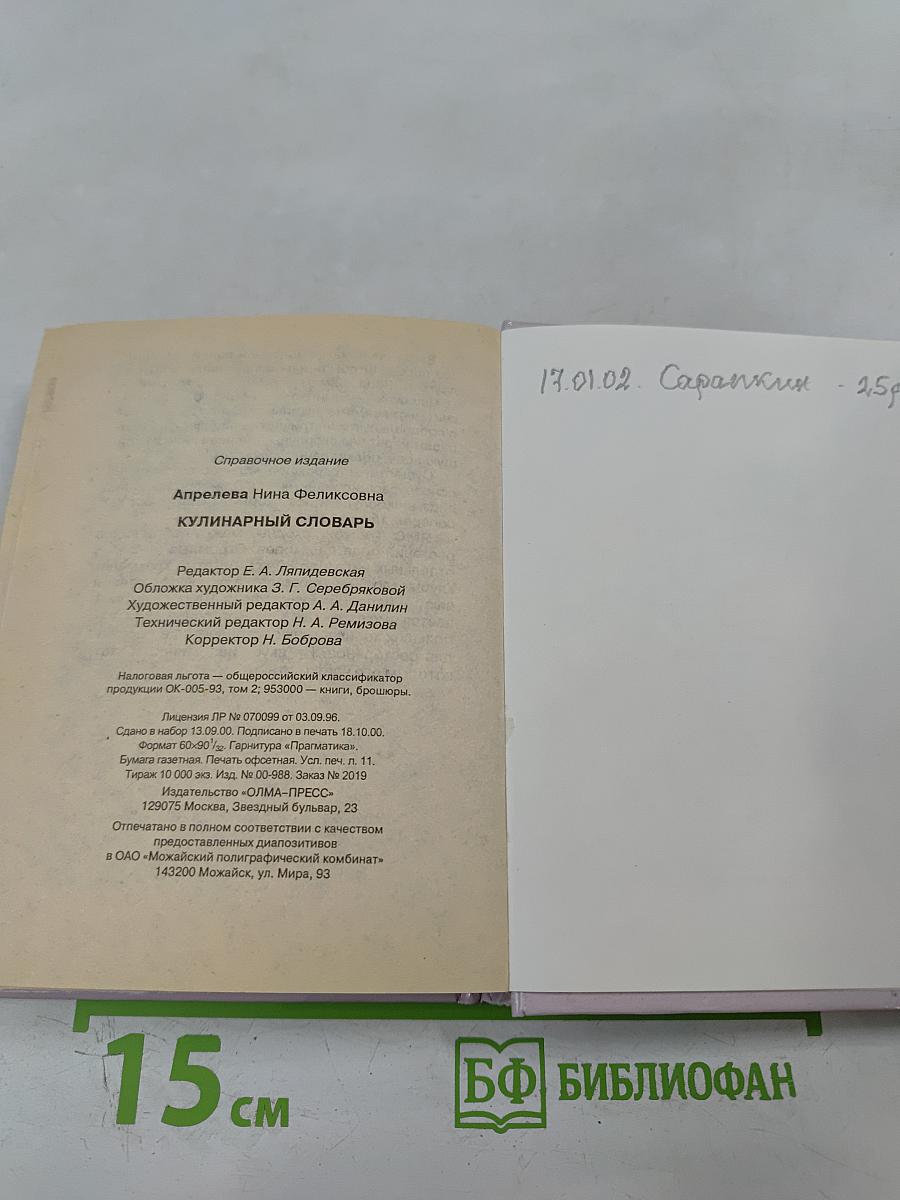 Справочное издание
Апрелева Нина Феликсовна
КУЛИНАРНЫЙ СЛОВАРЬ
Редактор Е. А. Ляпидевская
Обложка художника З. Г. Серебряковой
Художественный редактор А. А. Данилин
Технический редактор Н. А. Ремизова
Корректор Н. Боброва
Налоговая льгота — общероссийский классификатор
продукции ОК-005-93, том 2; 953000 — книги, брошюры.
Лицензия ЛР № 070099 от 03.09.96.
Сдано в набор 13.09.00. Подписано в печать 18.10.00.
Формат 60×90 1/32. Гарнитура «Прагматика».
Бумага газетная. Печать офсетная. Усл. печ. л. 11.
Тираж 10 000 экз. Изд. № 00-988. Заказ № 2019
Издательство «ОЛМА–ПРЕСС»
129075 Москва, Звездный бульвар, 23
Отпечатано в полном соответствии с качеством
предоставленных диапозитивов
в ОАО «Можайский полиграфический комбинат»
143200 Можайск, ул. Мира, 93
17.01.02. Сарапкин - 25р
15 см
БФ БИБЛИОФАН